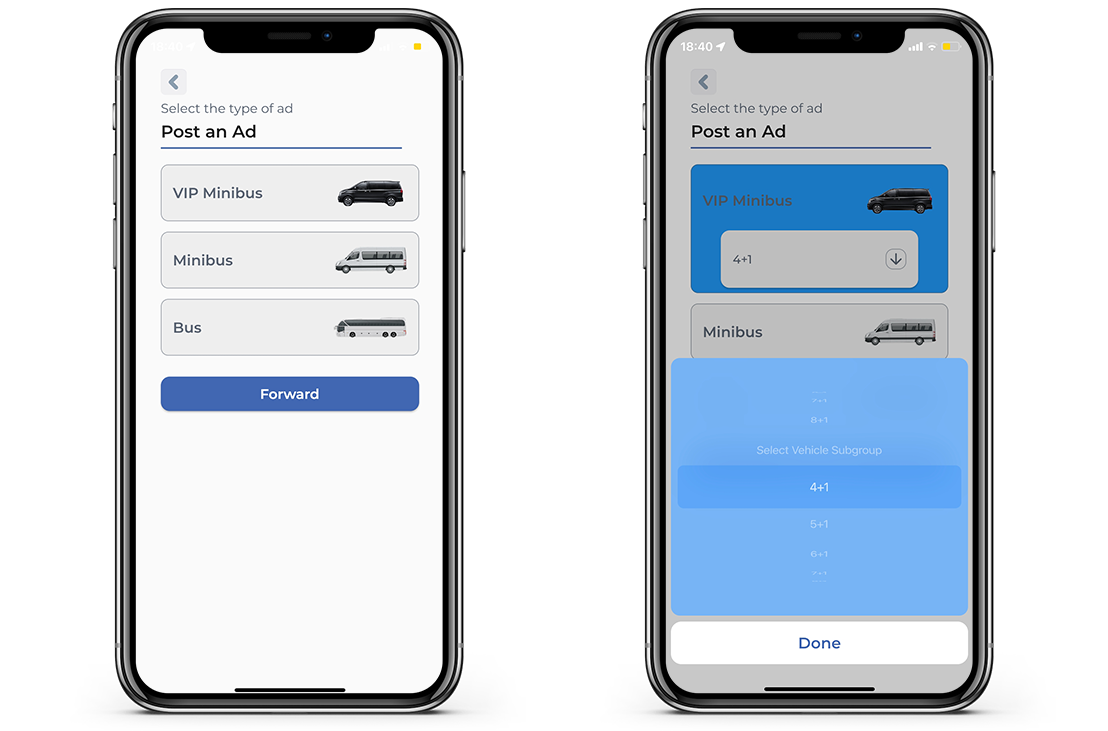 18:40
Select the type of ad
Post an Ad
VIP Minibus
Minibus
Bus
Forward
18:40
Select the type of ad
Post an Ad
VIP Minibus
4+1
Minibus
7+1
8+1
Select Vehicle Subgroup
4+1
5+1
6+1
7+1
Done